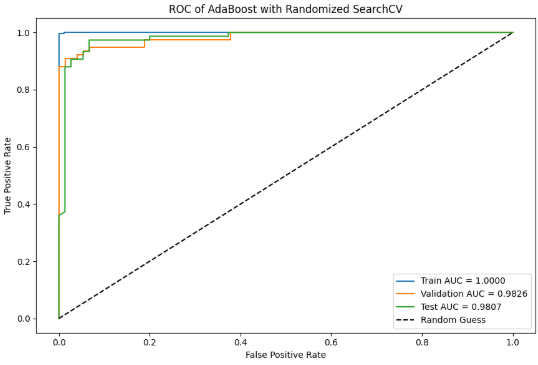 ROC of AdaBoost with Randomized SearchCV
True Positive Rate
1.0
0.8
0.6
0.4
0.2
0.0
0.0 0.2 0.4 0.6 0.8 1.0
False Positive Rate
Train AUC = 1.0000
Validation AUC = 0.9826
Test AUC = 0.9807
Random Guess